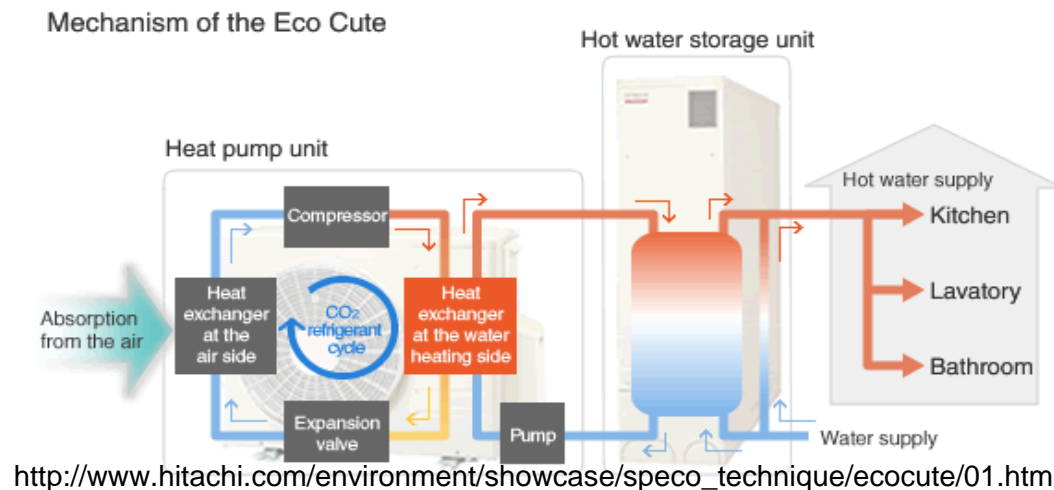 Mechanism of the Eco Cute
Hot water storage unit
Heat pump unit
Hot water supply
Compressor
Kitchen
Heat
exchanger
at the
air side
CO2
refrigerant
cycle
Heat
exchanger
at the water
heating side
Absorption
from the air
Lavatory
Bathroom
Expansion
valve
Pump
Water supply
http://www.hitachi.com/environment/showcase/speco_technique/ecocute/01.htm